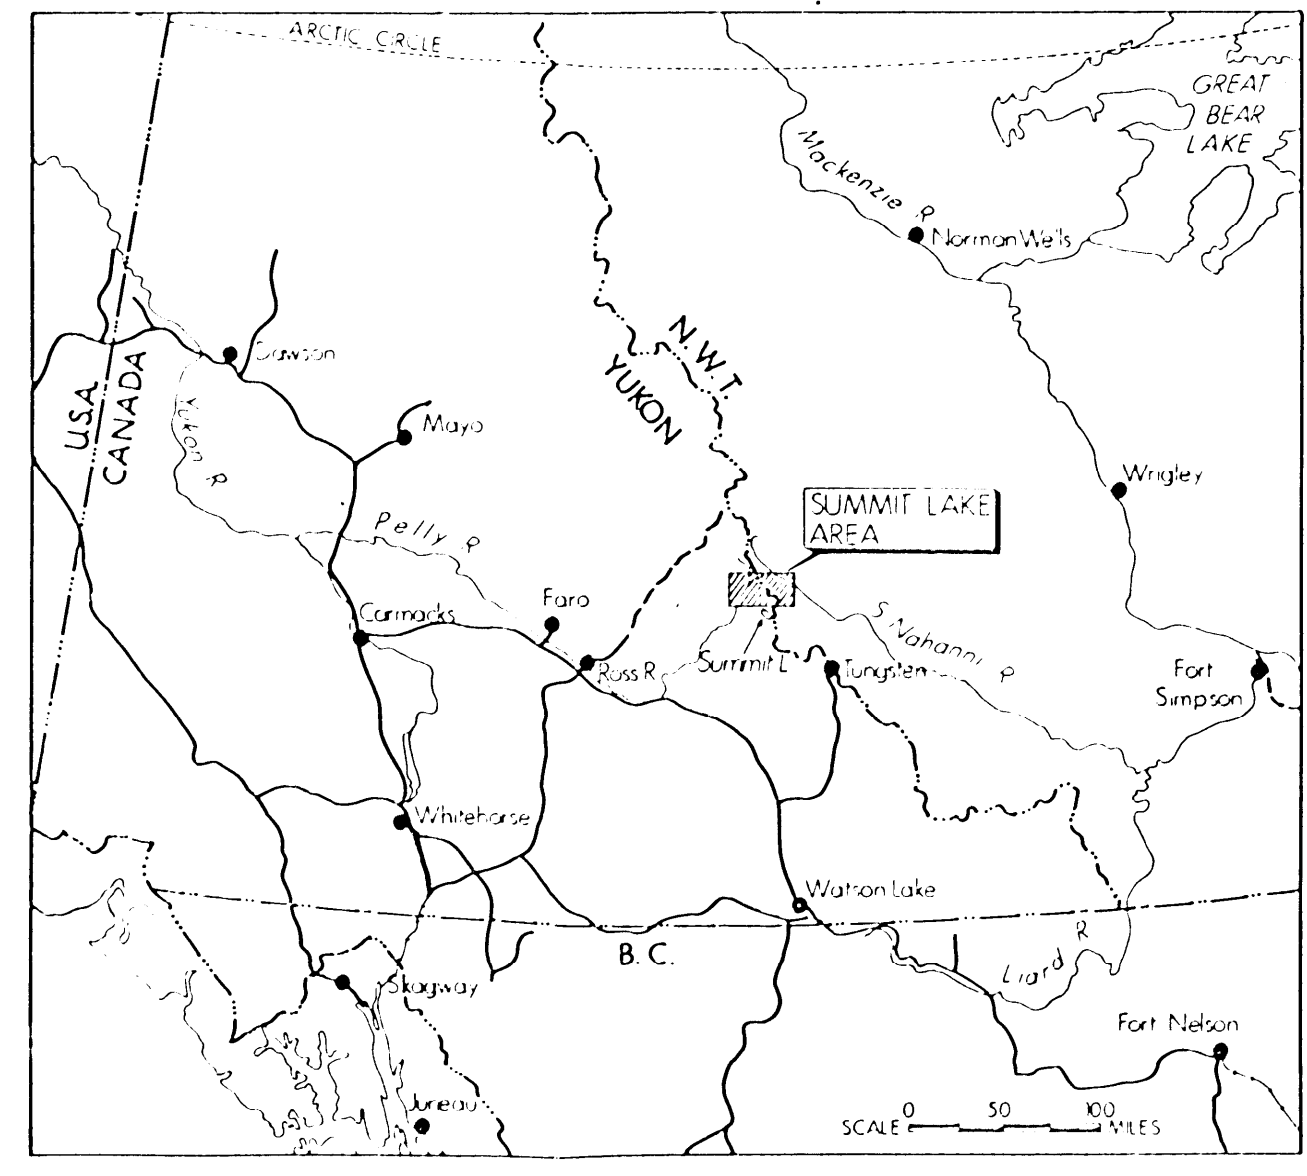 ARCTIC CIRCLE
GREAT
BEAR
LAKE
Mackenzie R
Norman Wells
N.W.T.
YUKON
Dawson
U.S.A
CANADA
Yukon R
Mayo
Wrigley
SUMMIT LAKE
AREA
Pelly R
Faro
Carmacks
S Nahanni R
Ross R
Summit L
Tungsten
Fort
Simpson
Whitehorse
Watson Lake
B.C.
Liard R
Skagway
Fort Nelson
Juneau
0 50 100
SCALE MILES